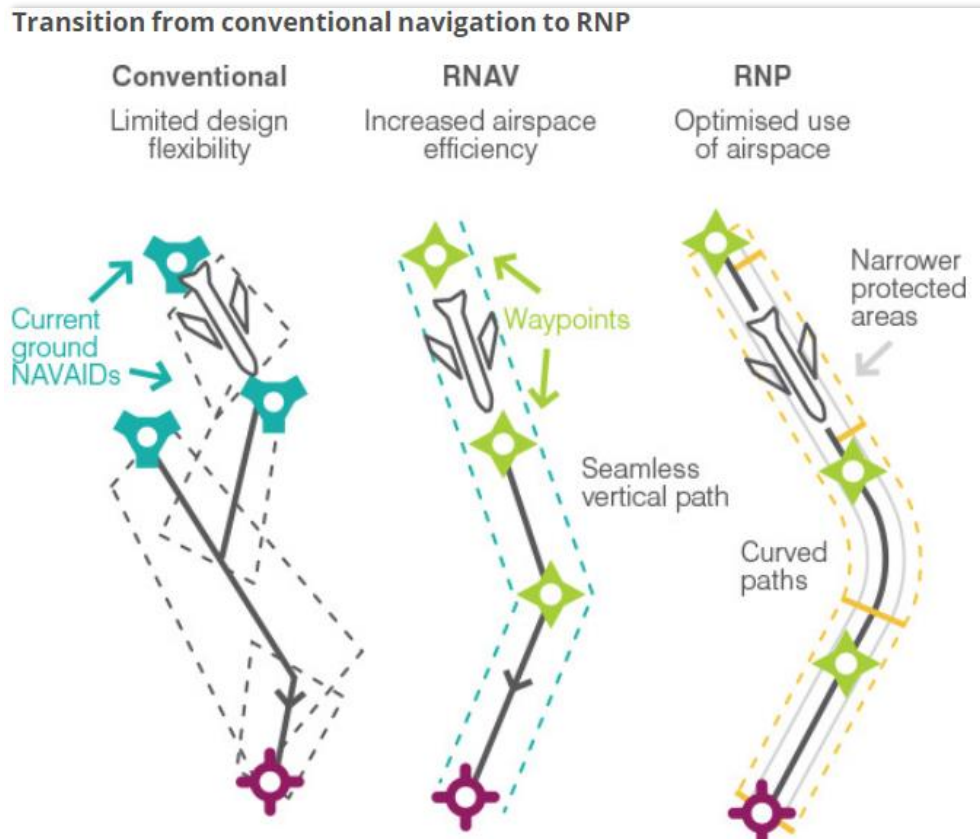 Transition from conventional navigation to RNP
Conventional
Limited design
flexibility
RNAV
Increased airspace
efficiency
RNP
Optimised use
of airspace
Current
ground
NAVAIDs
Waypoints
Narrower
protected
areas
Seamless
vertical path
Curved
paths